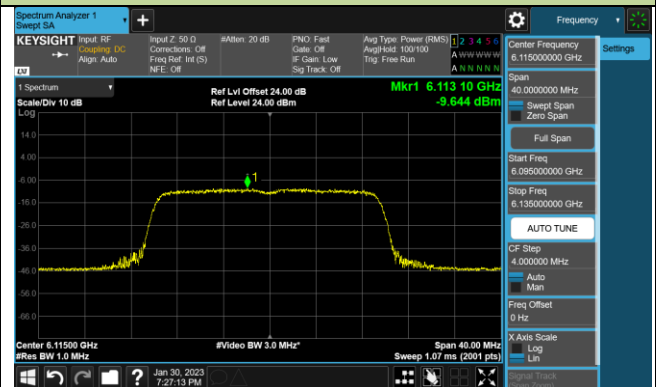 Spectrum Analyzer 1
Swept SA
+
Frequency
KEYSIGHT
Input: RF
Coupling: DC
Align: Auto
LXI
Input Z: 50 Ω
Corrections: Off
Freq Ref: Int (S)
NFE: Off
#Atten: 20 dB
PNO: Fast
Gate: Off
IF Gain: Low
Sig Track: Off
Avg Type: Power (RMS)
Avg|Hold: 100/100
Trig: Free Run
1 2 3 4 5 6
A W W W W W
A N N N N N
1 Spectrum
Scale/Div 10 dB
Log
Ref Lvl Offset 24.00 dB
Ref Level 24.00 dBm
Mkr1 6.113 10 GHz
-9.644 dBm
14.0
4.00
-6.00
-16.0
-26.0
-36.0
-46.0
-56.0
-66.0
1
Center 6.11500 GHz
#Res BW 1.0 MHz
#Video BW 3.0 MHz*
Span 40.00 MHz
Sweep 1.07 ms (2001 pts)
?
Jan 30, 2023
7:27:13 PM
Center Frequency
6.115000000 GHz
Span
40.0000000 MHz
Swept Span
Zero Span
Full Span
Start Freq
6.095000000 GHz
Stop Freq
6.135000000 GHz
AUTO TUNE
CF Step
4.000000 MHz
Auto
Man
Freq Offset
0 Hz
X Axis Scale
Log
Lin
Signal Track
(Span Zoom)
Settings